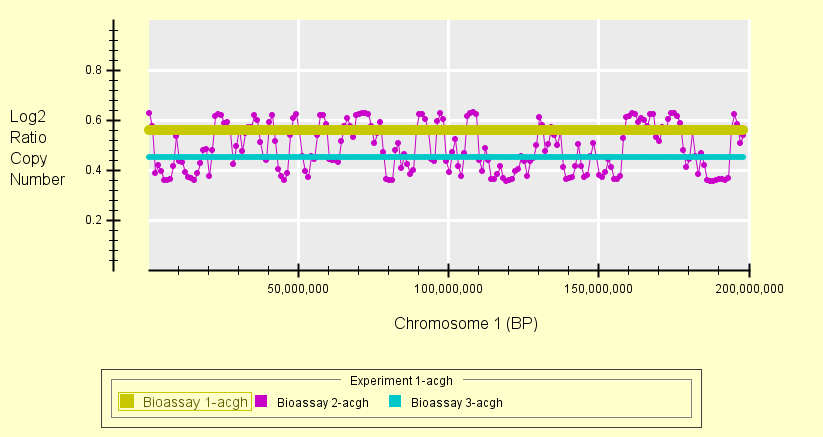 Log2
Ratio
Copy
Number
0.8
0.6
0.4
0.2
50,000,000 100,000,000 150,000,000 200,000,000
Chromosome 1 (BP)
Experiment 1-acgh
Bioassay 1-acgh Bioassay 2-acgh Bioassay 3-acgh